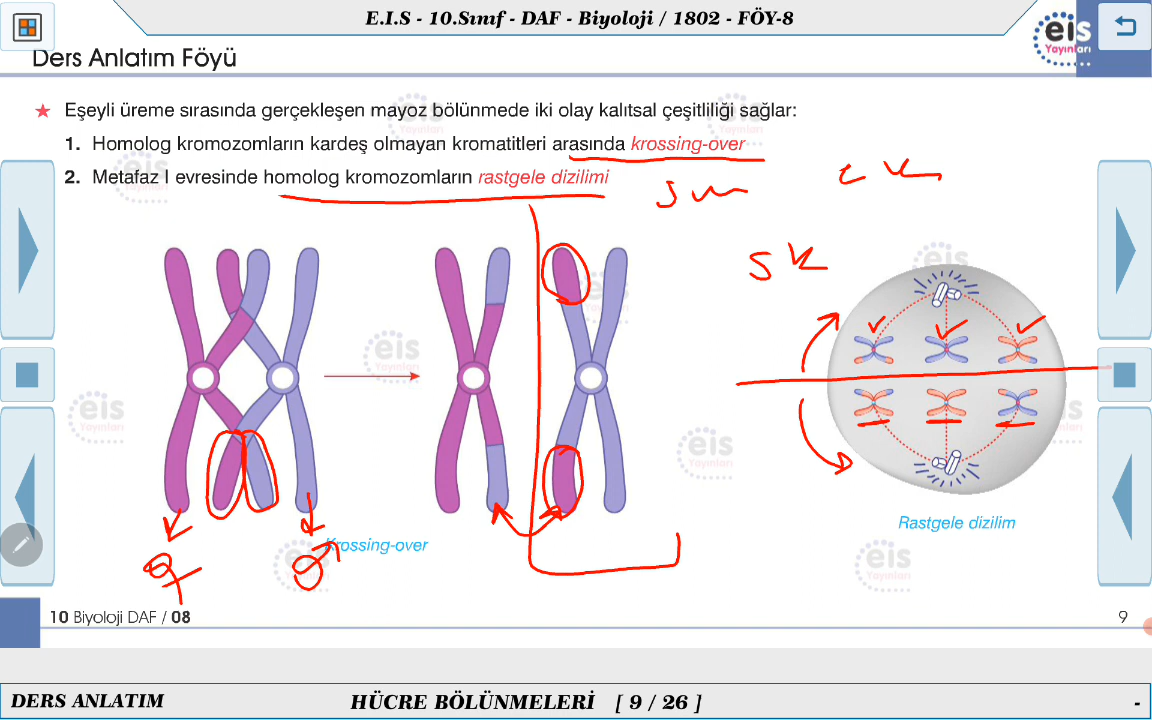 E.I.S - 10.Sınıf - DAF - Biyoloji / 1802 - FÖY-8
eis
Yayınları
Ders Anlatım Föyü
★ Eşeyli üreme sırasında gerçekleşen mayoz bölünmede iki olay kalıtsal çeşitliliği sağlar:
1. Homolog kromozomların kardeş olmayan kromatitleri arasında krossing-over
2. Metafaz I evresinde homolog kromozomların rastgele dizilimi
Krossing-over
Rastgele dizilim
10 Biyoloji DAF / 08
9
DERS ANLATIM
HÜCRE BÖLÜNMELERİ [ 9 / 26 ]
-